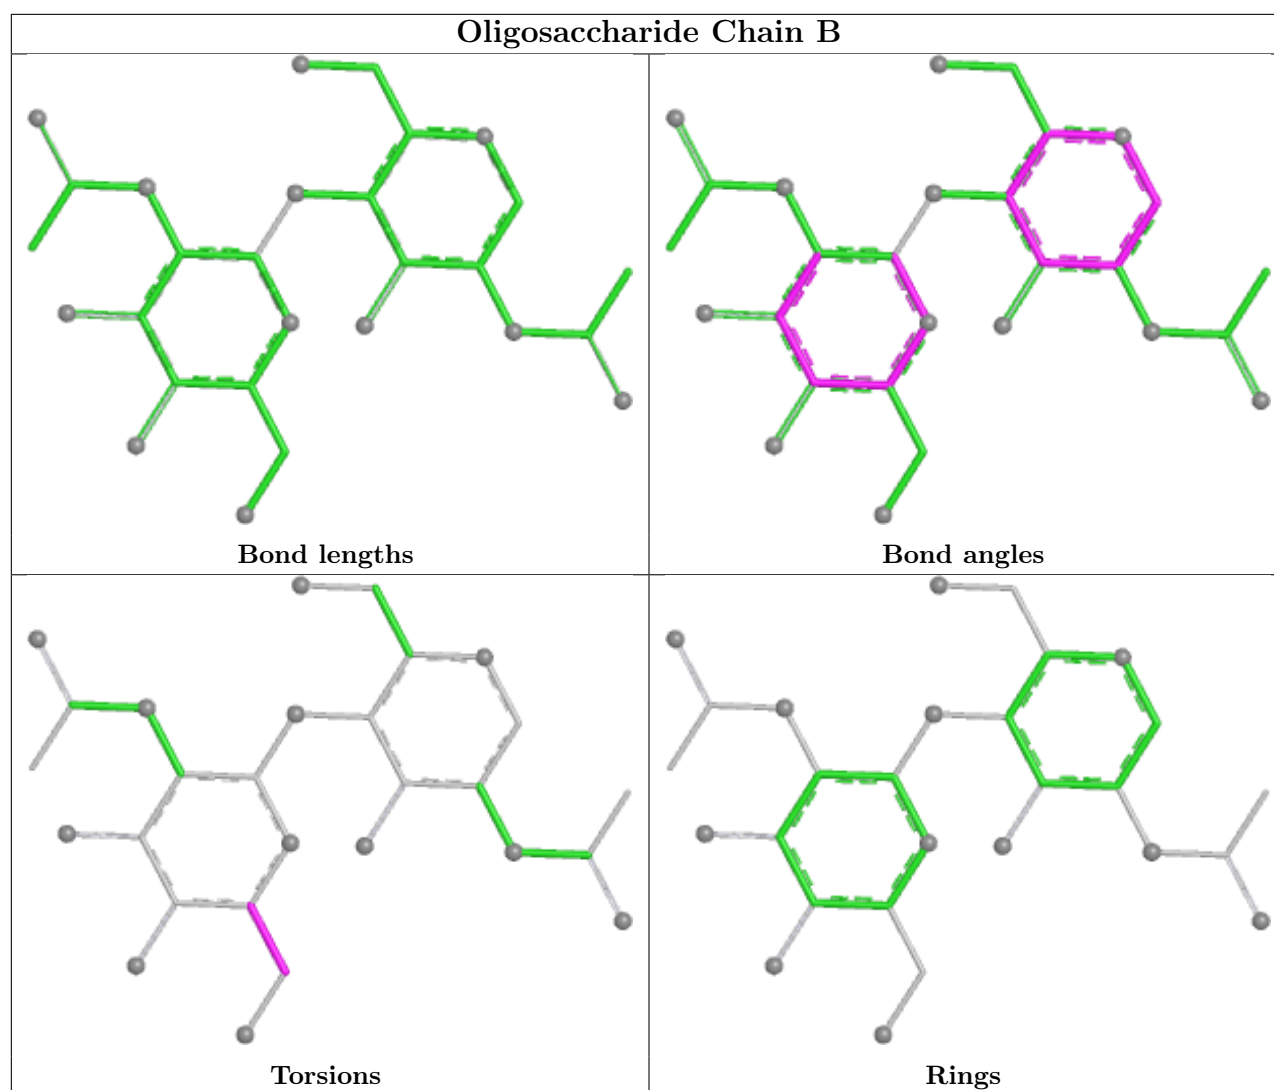 Oligosaccharide Chain B
Bond lengths
Bond angles
Torsions
Rings